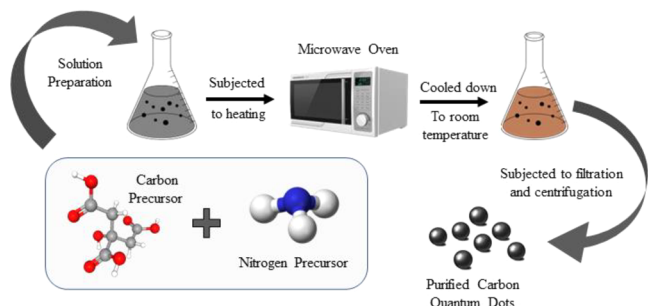 Solution
Preparation
Subjected
to heating
Microwave Oven
Cooled down
To room
temperature
Subjected to filtration
and centrifugation
Carbon
Precursor
Nitrogen Precursor
Purified Carbon
Quantum Dots